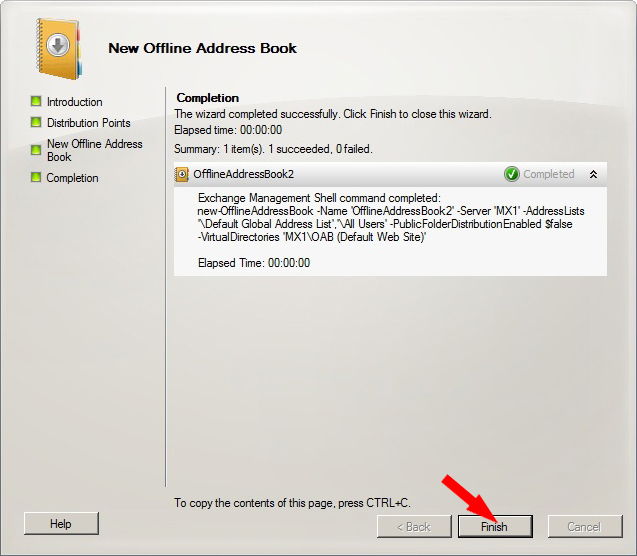 New Offline Address Book
Introduction
Distribution Points
New Offline Address
Book
Completion
Completion
The wizard completed successfully. Click Finish to close this wizard.
Elapsed time: 00:00:00
Summary: 1 item(s). 1 succeeded, 0 failed.
OfflineAddressBook2 Completed
Exchange Management Shell command completed:
new-OfflineAddressBook -Name 'OfflineAddressBook2' -Server 'MX1' -AddressLists
'\Default Global Address List','\All Users' -PublicFolderDistributionEnabled $false
-VirtualDirectories 'MX1\OAB (Default Web Site)'
Elapsed Time: 00:00:00
To copy the contents of this page, press CTRL+C.
Help < Back Finish Cancel